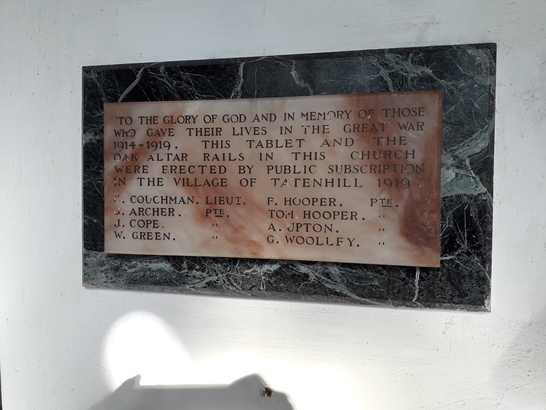 "TO THE GLORY OF GOD AND IN MEMORY OF THOSE
WHO GAVE THEIR LIVES IN THE GREAT WAR
1914-1919. THIS TABLET AND THE
OAK ALTAR RAILS IN THIS CHURCH
WERE ERECTED BY PUBLIC SUBSCRIPTION
IN THE VILLAGE OF TATENHILL 1919"
COUCHMAN. LIEUT. F. HOOPER. PTE.
ARCHER. PTE. TOM HOOPER. "
J. COPE. " A. UPTON. "
W. GREEN. " G. WOOLLEY. "